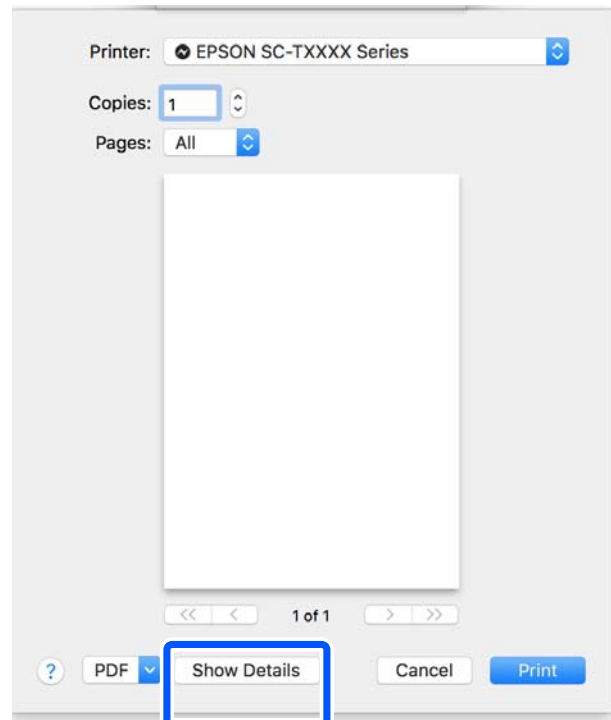 Printer: EPSON SC-TXXXX Series
Copies: 1
Pages: All
<< < 1 of 1 > >>
? PDF Show Details Cancel Print